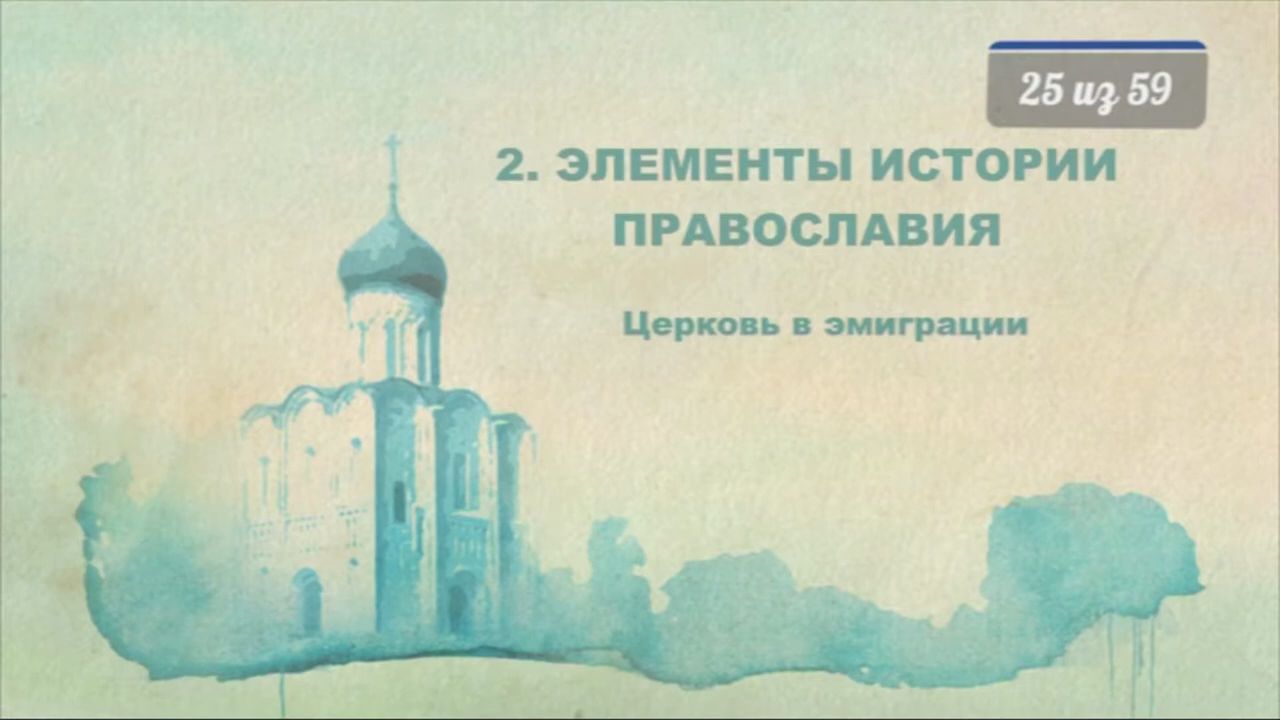 25 из 59
2. ЭЛЕМЕНТЫ ИСТОРИИ
ПРАВОСЛАВИЯ
Церковь в эмиграции